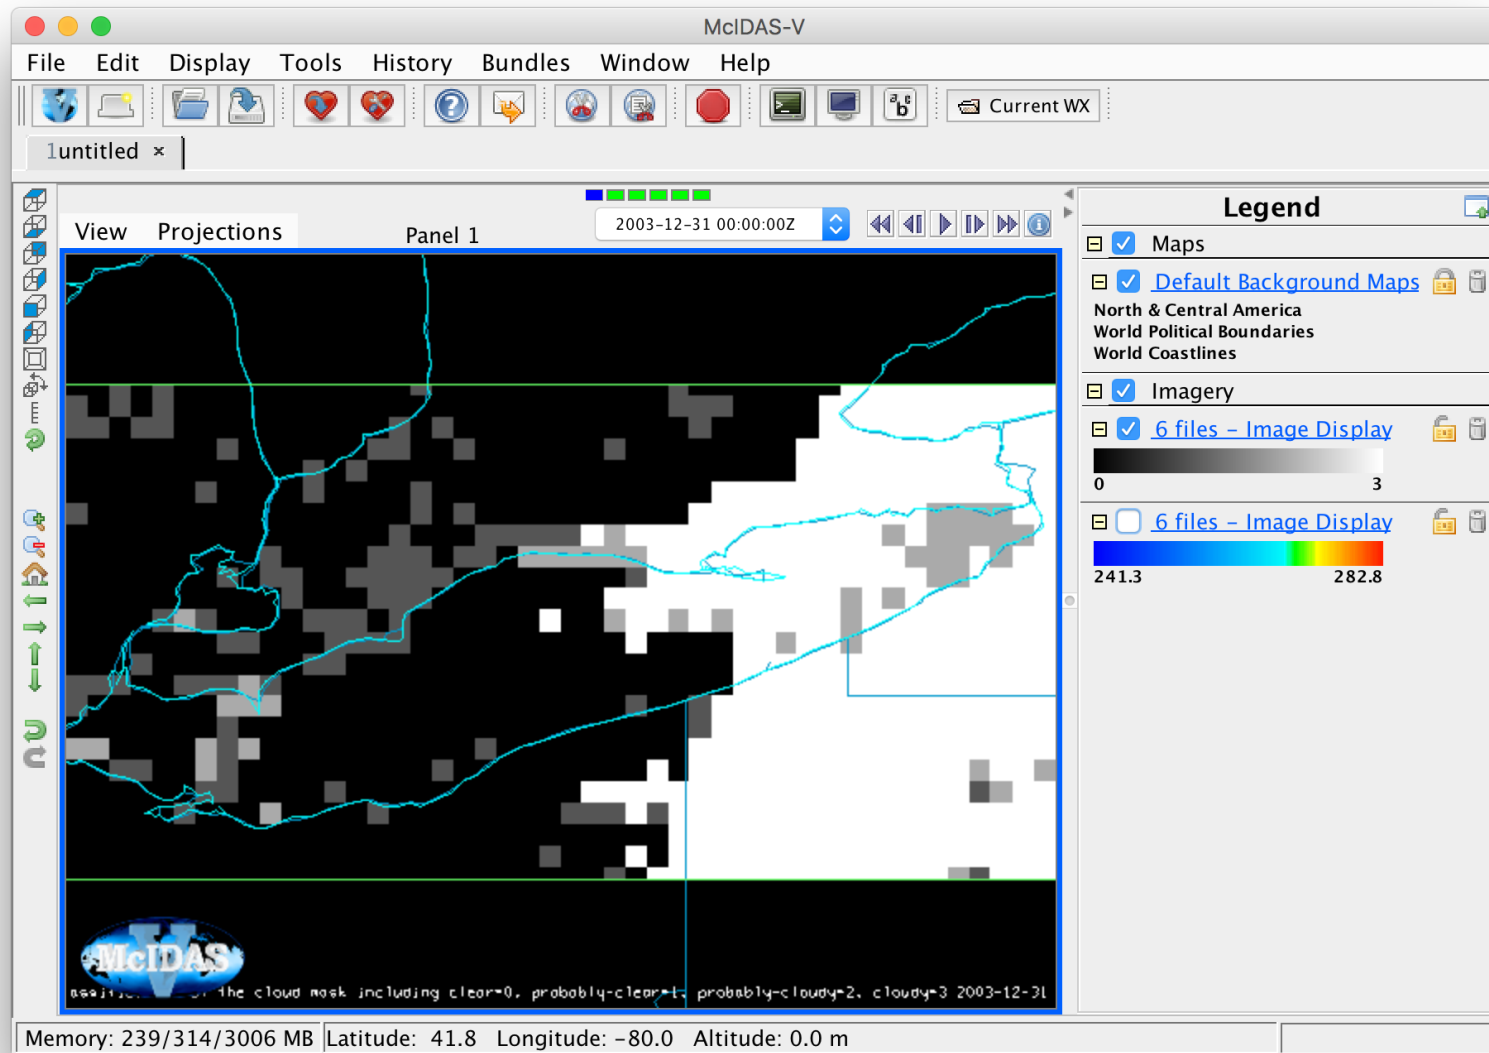 McIDAS-V
File Edit Display Tools History Bundles Window Help
Current WX
1untitled ×
View Projections Panel 1 2003-12-31 00:00:00Z
Legend
Maps
Default Background Maps
North & Central America
World Political Boundaries
World Coastlines
Imagery
6 files – Image Display
0 3
6 files – Image Display
241.3 282.8
McIDAS
the cloud mask including clear=0, probably-clear=1, probably-cloudy=2, cloudy=3 2003-12-31
Memory: 239/314/3006 MB Latitude: 41.8 Longitude: -80.0 Altitude: 0.0 m